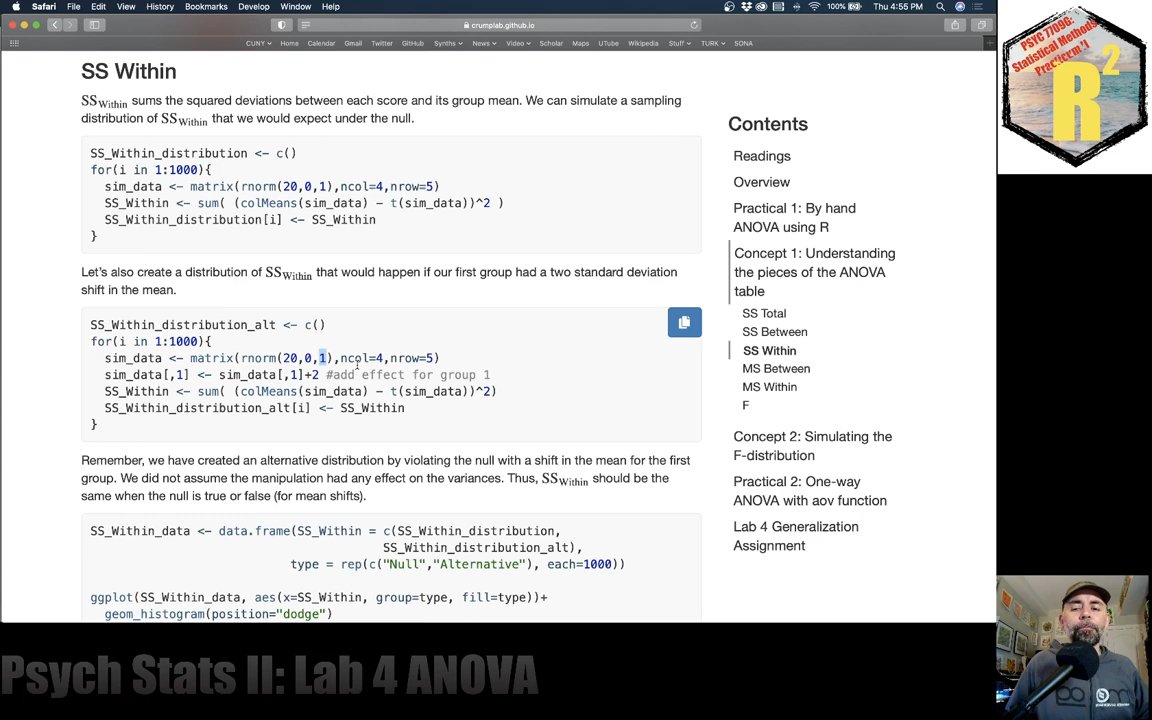 Safari File Edit View History Bookmarks Develop Window Help 100% Thu 4:55 PM
crumplab.github.io
CUNY Home Calendar Gmail Twitter GitHub Synths News Video Scholar Maps UTube Wikipedia Stuff TURK SONA
SS Within
SSWithin sums the squared deviations between each score and its group mean. We can simulate a sampling
distribution of SSWithin that we would expect under the null.
SS_Within_distribution <- c()
for(i in 1:1000){
sim_data <- matrix(rnorm(20,0,1),ncol=4,nrow=5)
SS_Within <- sum( (colMeans(sim_data) - t(sim_data))^2 )
SS_Within_distribution[i] <- SS_Within
}
Let's also create a distribution of SSWithin that would happen if our first group had a two standard deviation
shift in the mean.
SS_Within_distribution_alt <- c()
for(i in 1:1000){
sim_data <- matrix(rnorm(20,0,1),ncol=4,nrow=5)
sim_data[,1] <- sim_data[,1]+2 #add effect for group 1
SS_Within <- sum( (colMeans(sim_data) - t(sim_data))^2)
SS_Within_distribution_alt[i] <- SS_Within
}
Remember, we have created an alternative distribution by violating the null with a shift in the mean for the first
group. We did not assume the manipulation had any effect on the variances. Thus, SSWithin should be the
same when the null is true or false (for mean shifts).
SS_Within_data <- data.frame(SS_Within = c(SS_Within_distribution,
SS_Within_distribution_alt),
type = rep(c("Null","Alternative"), each=1000))
ggplot(SS_Within_data, aes(x=SS_Within, group=type, fill=type))+
geom_histogram(position="dodge")
Contents
Readings
Overview
Practical 1: By hand
ANOVA using R
Concept 1: Understanding
the pieces of the ANOVA
table
SS Total
SS Between
SS Within
MS Between
MS Within
F
Concept 2: Simulating the
F-distribution
Practical 2: One-way
ANOVA with aov function
Lab 4 Generalization
Assignment
PSYC 7709G:
Statistical Methods
Practicum 1
R2
Psych Stats II: Lab 4 ANOVA